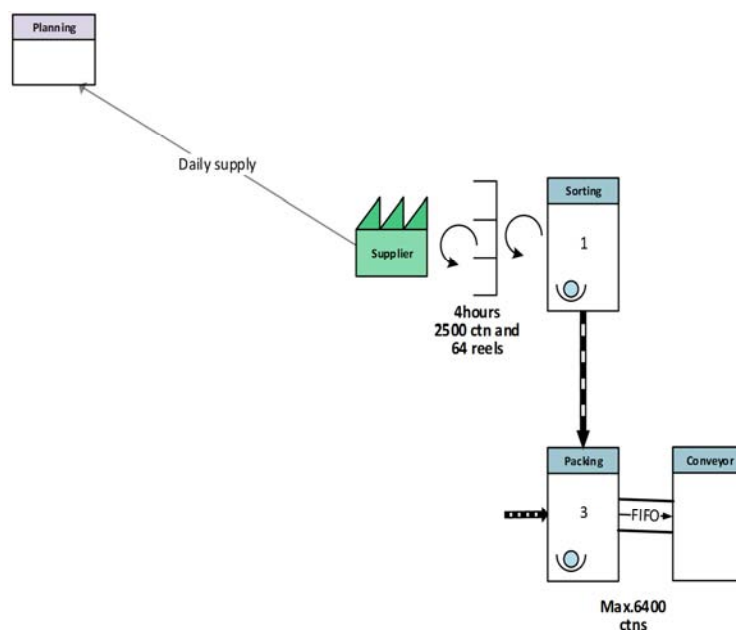 Planning
Daily supply
Sorting
1
Supplier
4hours
2500 ctn and
64 reels
Packing
Conveyor
3
FIFO
Max.6400
ctns